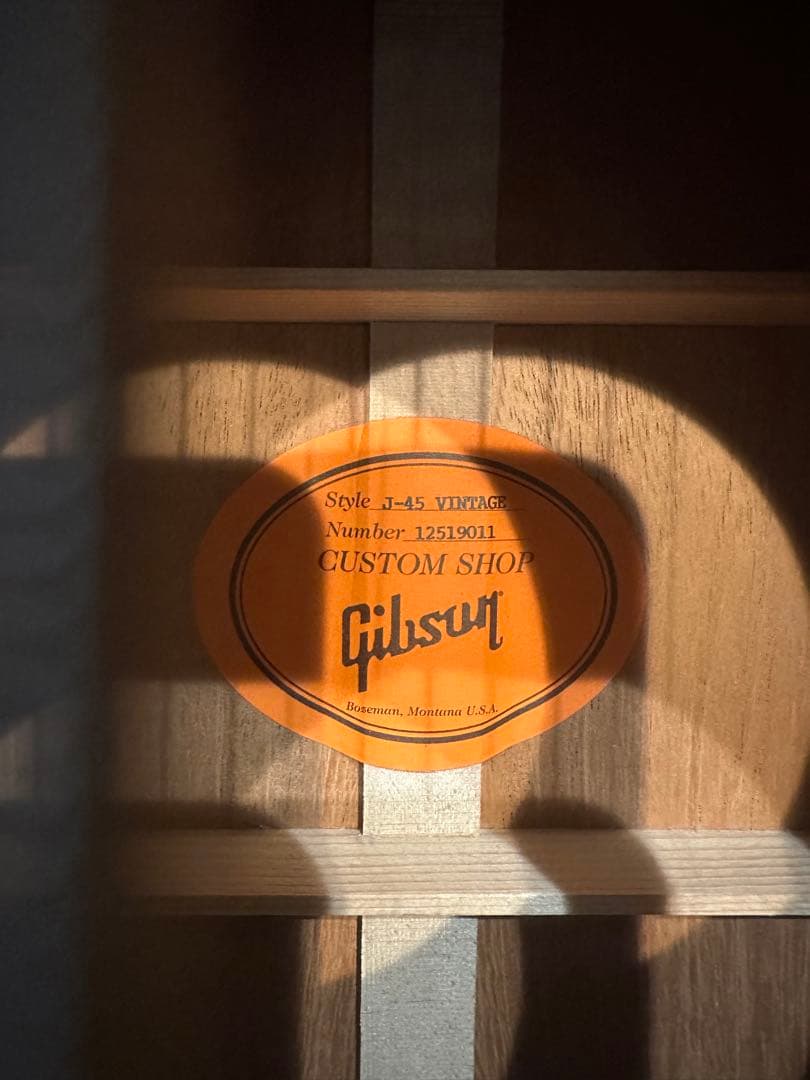 Style J-45 VINTAGE
Number 12519011
CUSTOM SHOP
Gibson
Boseman, Montana U.S.A.